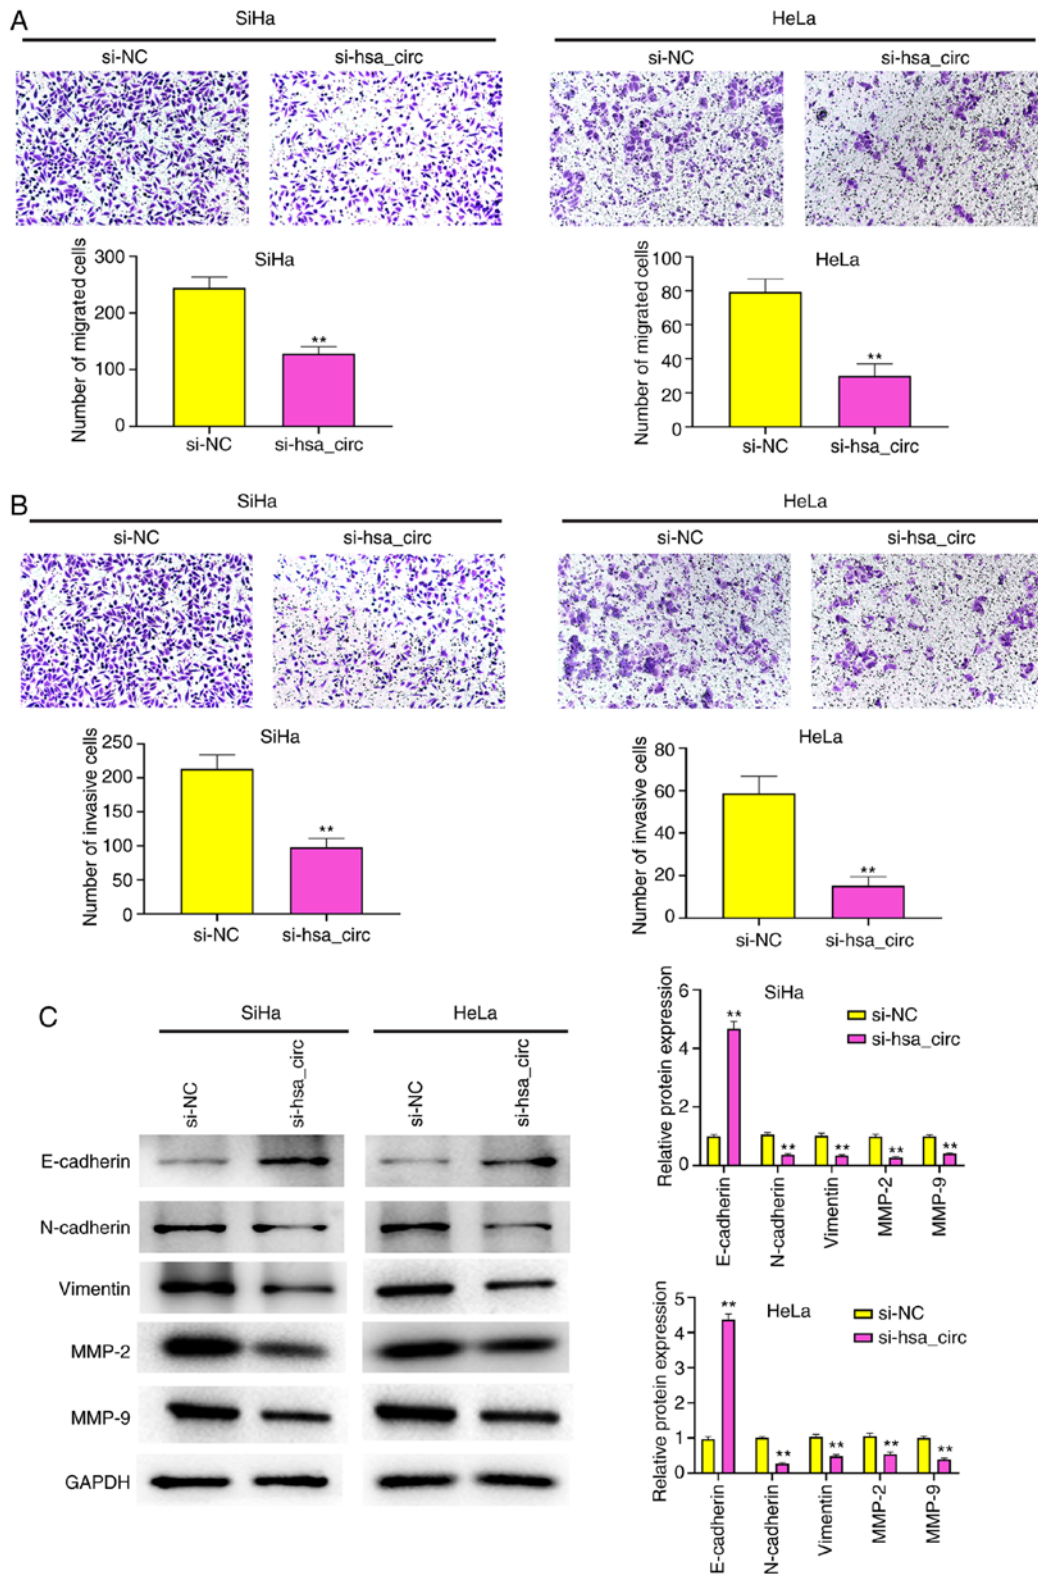 A
SiHa
HeLa
si-NC
si-hsa_circ
si-NC
si-hsa_circ
SiHa
Number of migrated cells
300
200
100
0
**
si-NC
si-hsa_circ
HeLa
Number of migrated cells
100
80
60
40
20
0
**
si-NC
si-hsa_circ
B
SiHa
HeLa
si-NC
si-hsa_circ
si-NC
si-hsa_circ
SiHa
Number of invasive cells
250
200
150
100
50
0
**
si-NC
si-hsa_circ
HeLa
Number of invasive cells
80
60
40
20
0
**
si-NC
si-hsa_circ
C
SiHa
HeLa
si-NC
si-hsa_circ
si-NC
si-hsa_circ
E-cadherin
N-cadherin
Vimentin
MMP-2
MMP-9
GAPDH
SiHa
si-NC
si-hsa_circ
Relative protein expression
6
4
2
0
** ** ** ** **
E-cadherin
N-cadherin
Vimentin
MMP-2
MMP-9
HeLa
si-NC
si-hsa_circ
Relative protein expression
5
4
3
2
1
0
** ** ** ** **
E-cadherin
N-cadherin
Vimentin
MMP-2
MMP-9